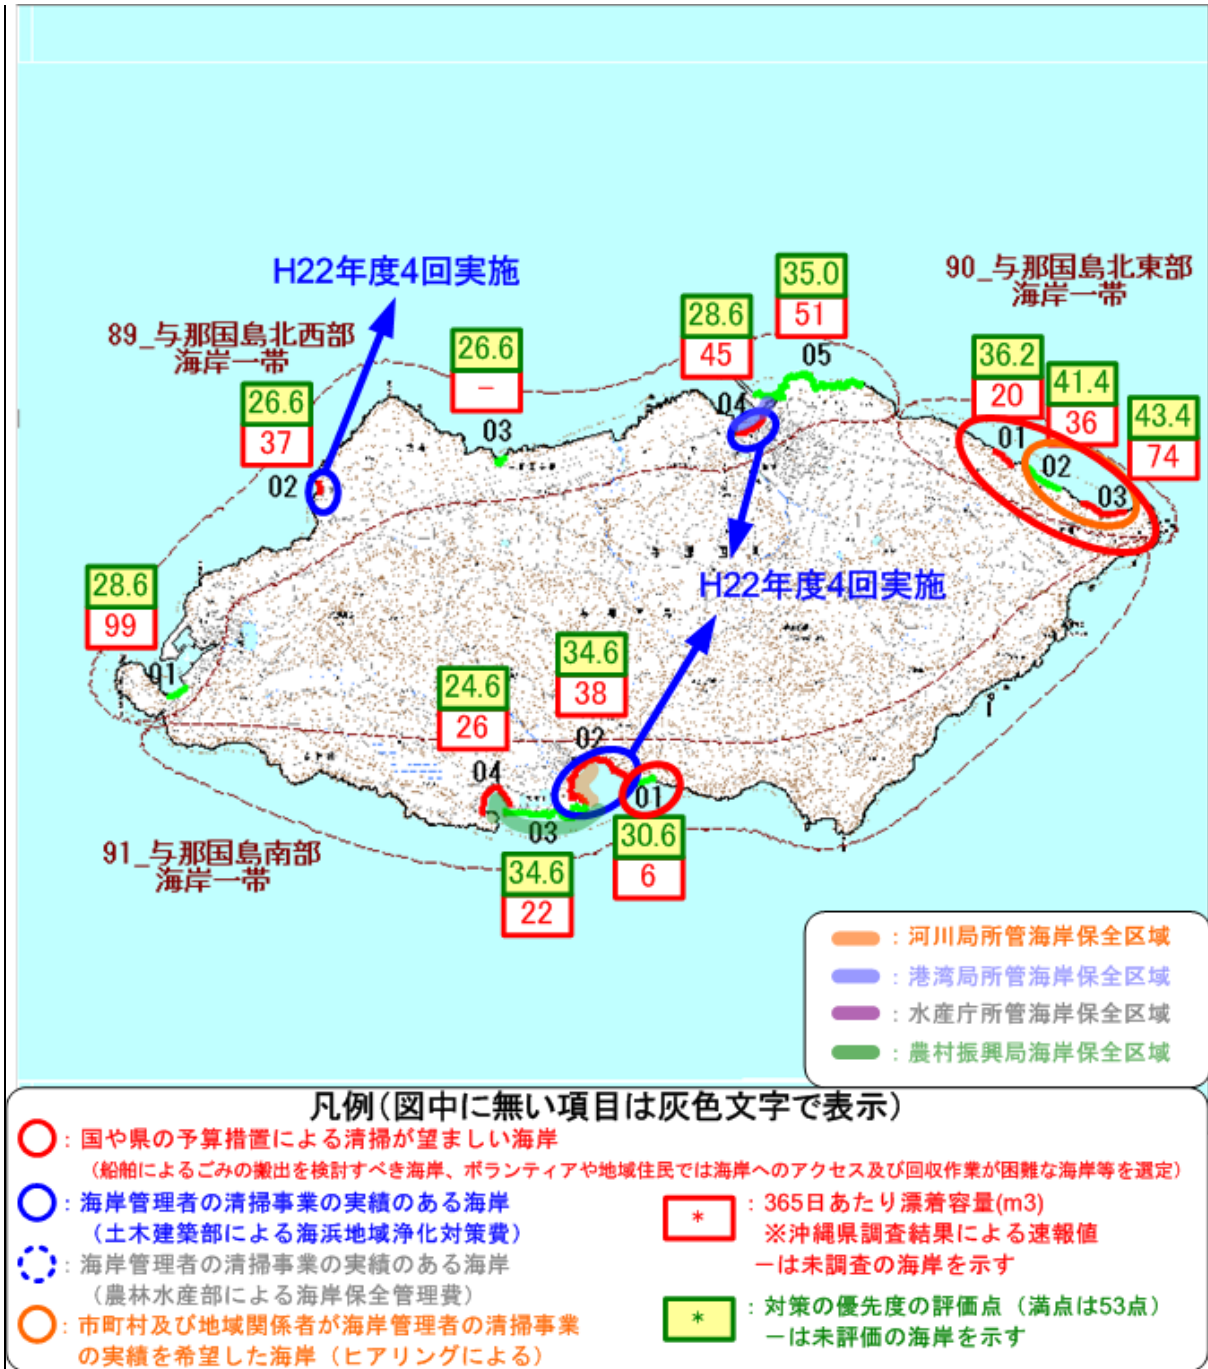 H22年度4回実施
89_与那国島北西部
海岸一帯
90_与那国島北東部
海岸一帯
35.0
51
05
28.6
45
04
26.6
－
03
26.6
37
02
36.2
20
01
41.4
36
02
43.4
74
03
H22年度4回実施
28.6
99
01
34.6
38
02
24.6
26
04
03
01
30.6
6
34.6
22
91_与那国島南部
海岸一帯
：河川局所管海岸保全区域
：港湾局所管海岸保全区域
：水産庁所管海岸保全区域
：農村振興局海岸保全区域
凡例（図中に無い項目は灰色文字で表示）
：国や県の予算措置による清掃が望ましい海岸
（船舶によるごみの搬出を検討すべき海岸、ボランティアや地域住民では海岸へのアクセス及び回収作業が困難な海岸等を選定）
：海岸管理者の清掃事業の実績のある海岸
（土木建築部による海浜地域浄化対策費）
：海岸管理者の清掃事業の実績のある海岸
（農林水産部による海岸保全管理費）
：市町村及び地域関係者が海岸管理者の清掃事業
の実績を希望した海岸（ヒアリングによる）
*
：365日あたり漂着容量(m3)
※沖縄県調査結果による速報値
－は未調査の海岸を示す
*
：対策の優先度の評価点（満点は53点）
－は未評価の海岸を示す